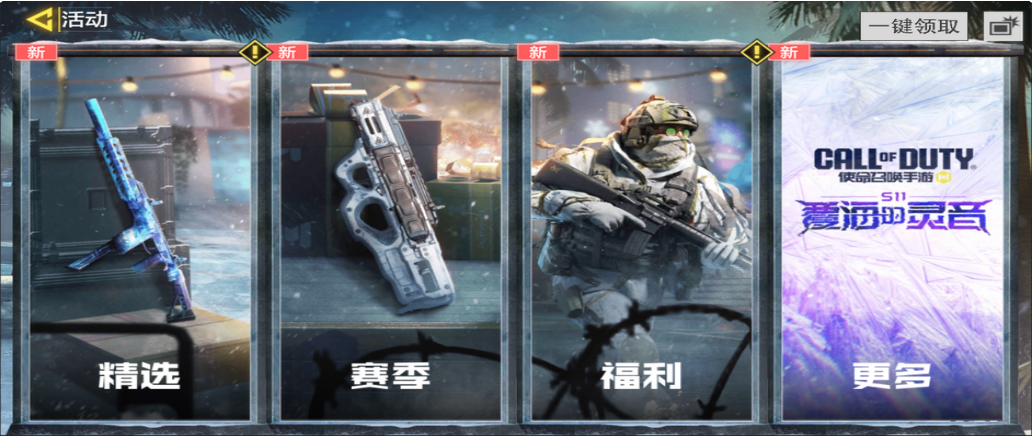 活动
一键领取
新
新
新
新
CALL OF DUTY
使命召唤手游
S11
覆海的灵音
精选
赛季
福利
更多